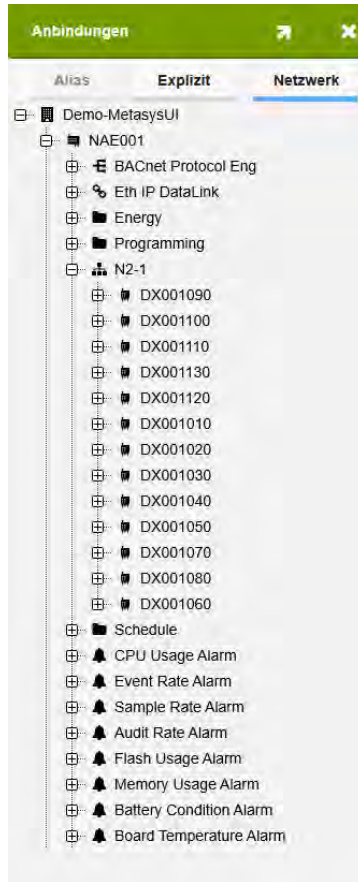 Anbindungen
Alias Explizit Netzwerk
Demo-MetasysUI
NAE001
BACnet Protocol Eng
Eth IP DataLink
Energy
Programming
N2-1
DX001090
DX001100
DX001110
DX001130
DX001120
DX001010
DX001020
DX001030
DX001040
DX001050
DX001070
DX001080
DX001060
Schedule
CPU Usage Alarm
Event Rate Alarm
Sample Rate Alarm
Audit Rate Alarm
Flash Usage Alarm
Memory Usage Alarm
Battery Condition Alarm
Board Temperature Alarm